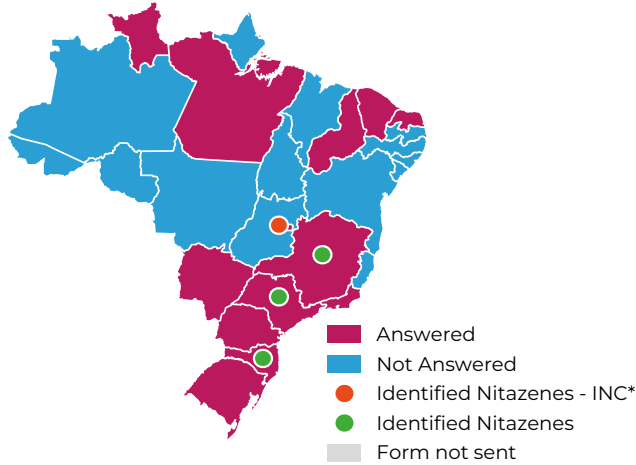 Answered
Not Answered
Identified Nitazenes - INC*
Identified Nitazenes
Form not sent